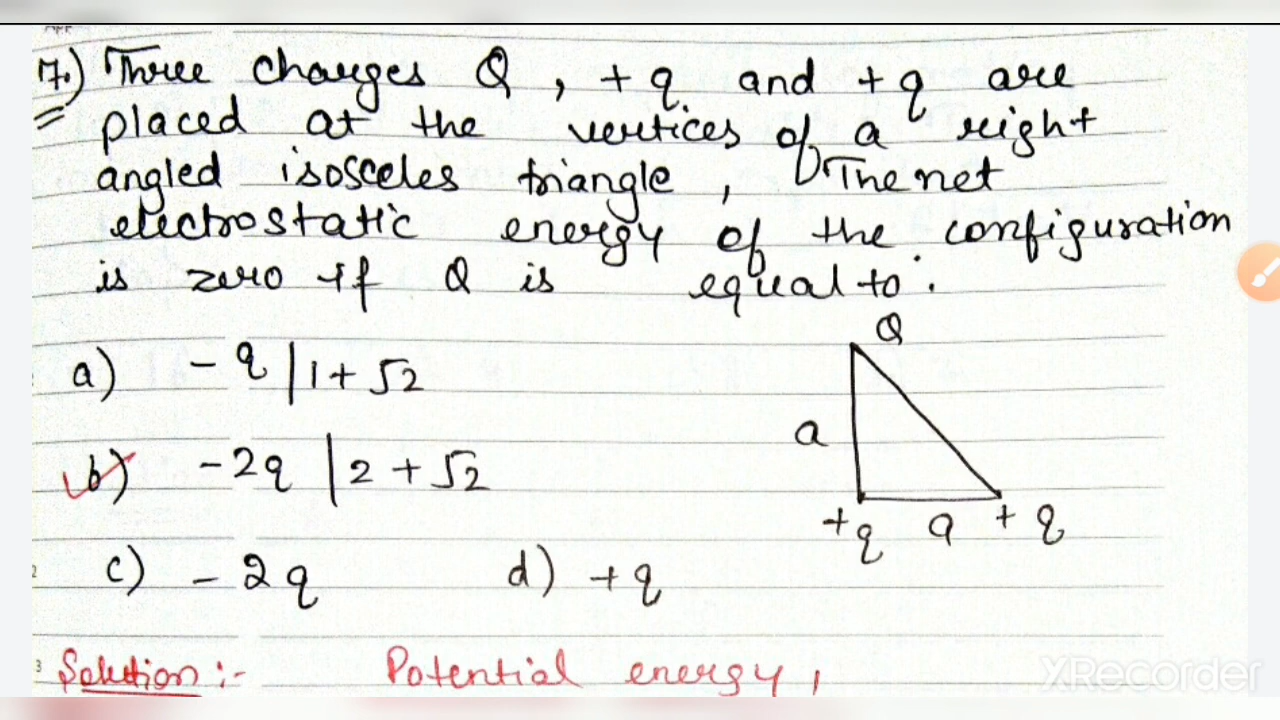 7.) Three charges Q, +q and +q are
placed at the vertices of a right
angled isosceles triangle, The net
electrostatic energy of the configuration
is zero if Q is equal to:
Q
a) -q | 1 + √2
a
b) -2q | 2 + √2
+q a +q
c) - 2q d) +q
3 Solution :- Potential energy,
XRecorder